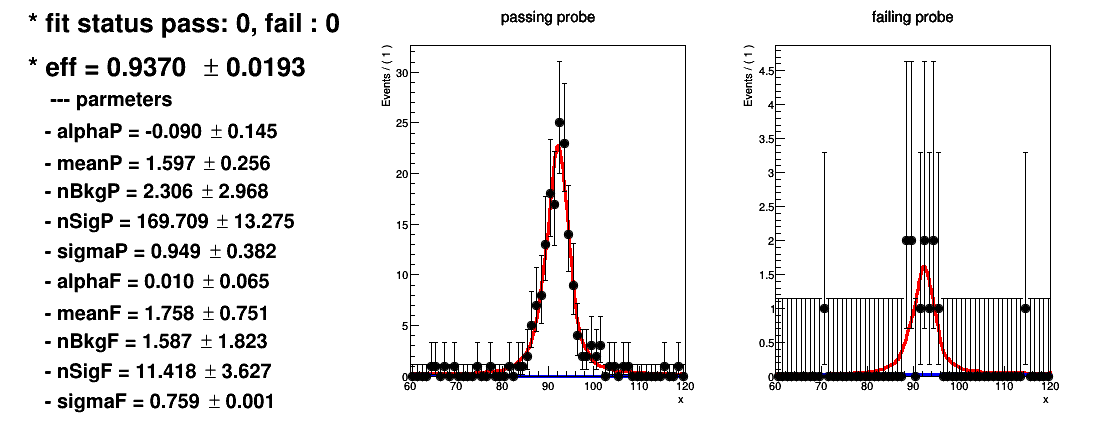 * fit status pass: 0, fail : 0
* eff = 0.9370 ± 0.0193
--- parmeters
- alphaP = -0.090 ± 0.145
- meanP = 1.597 ± 0.256
- nBkgP = 2.306 ± 2.968
- nSigP = 169.709 ± 13.275
- sigmaP = 0.949 ± 0.382
- alphaF = 0.010 ± 0.065
- meanF = 1.758 ± 0.751
- nBkgF = 1.587 ± 1.823
- nSigF = 11.418 ± 3.627
- sigmaF = 0.759 ± 0.001
passing probe
Events / ( 1 )
30
25
20
15
10
5
0
60 70 80 90 100 110 120
x
failing probe
Events / ( 1 )
4.5
4
3.5
3
2.5
2
1.5
1
0.5
0
60 70 80 90 100 110 120
x